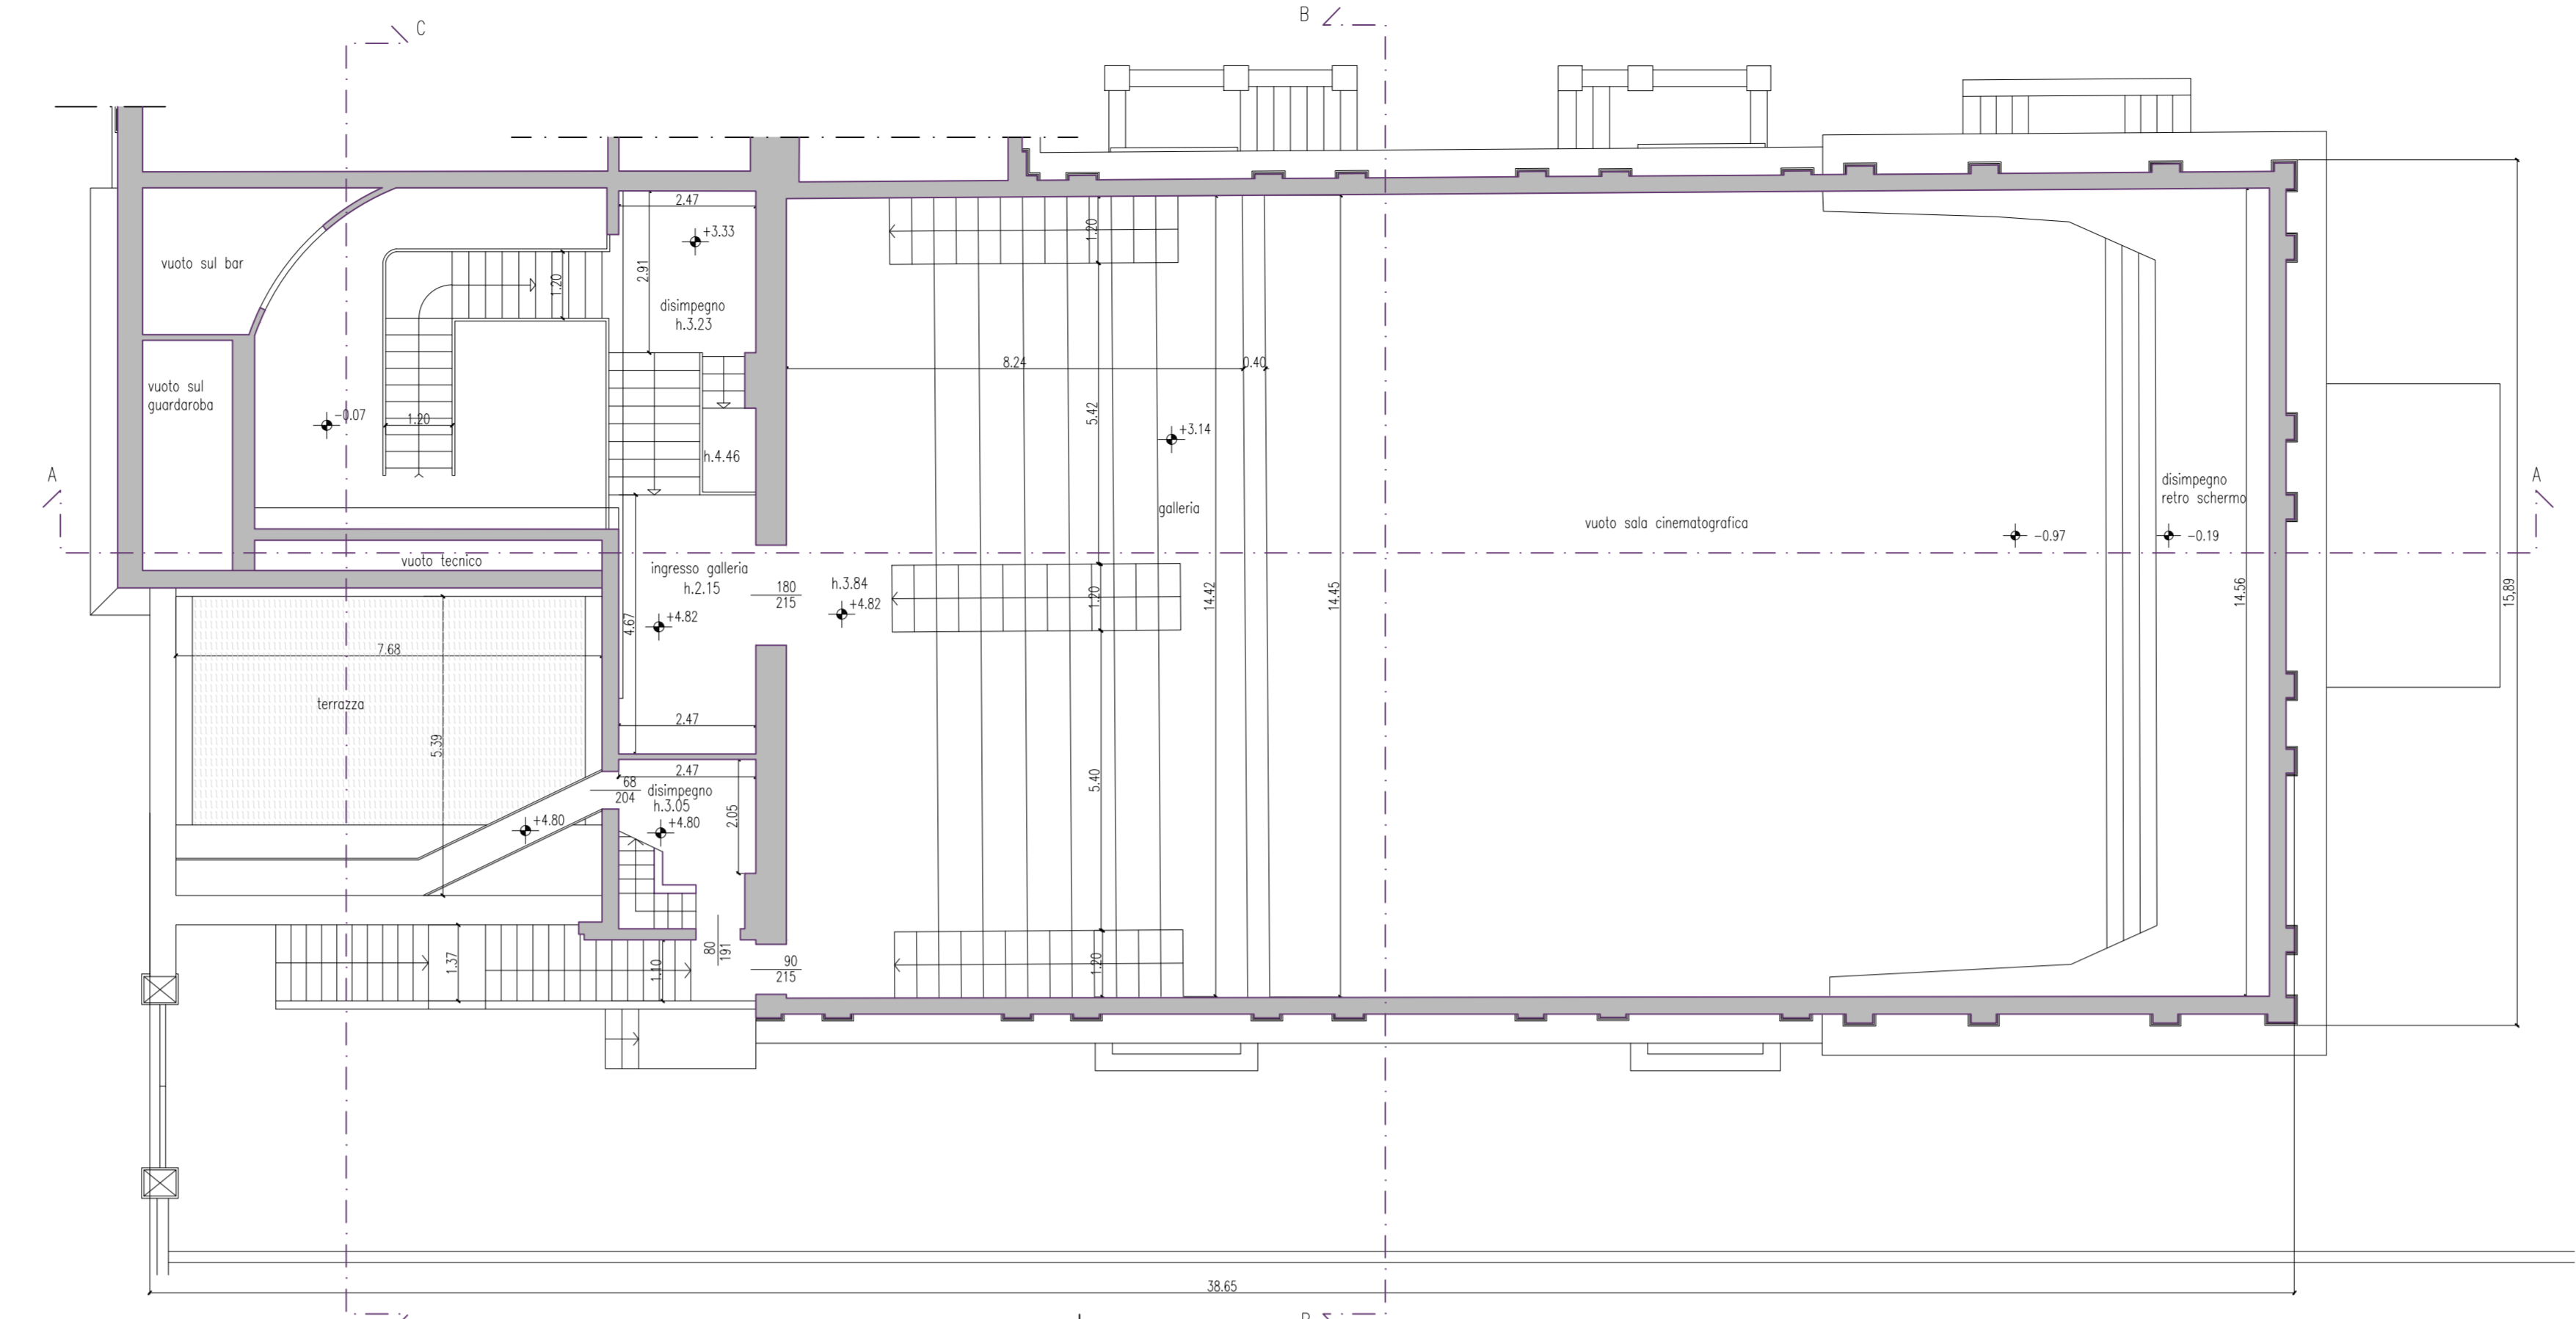 C
B
2.47
+3.33
1.20
vuoto sul bar
2.91
1.20
disimpegno
h.3.23
8.24
0.40
vuoto sul
guardaroba
-0.07
1.20
5.42
+3.14
h.4.46
A
A
disimpegno
retro schermo
galleria
vuoto sala cinematografica
-0.97
-0.19
vuoto tecnico
ingresso galleria
h.2.15
180
215
h.3.84
+4.82
+4.82
4.67
1.20
14.42
14.45
14.56
15.89
7.68
terrazza
2.47
5.39
2.47
68
204
disimpegno
h.3.05
5.40
2.05
+4.80
+4.80
1.37
1.10
80
191
90
215
1.20
38.65